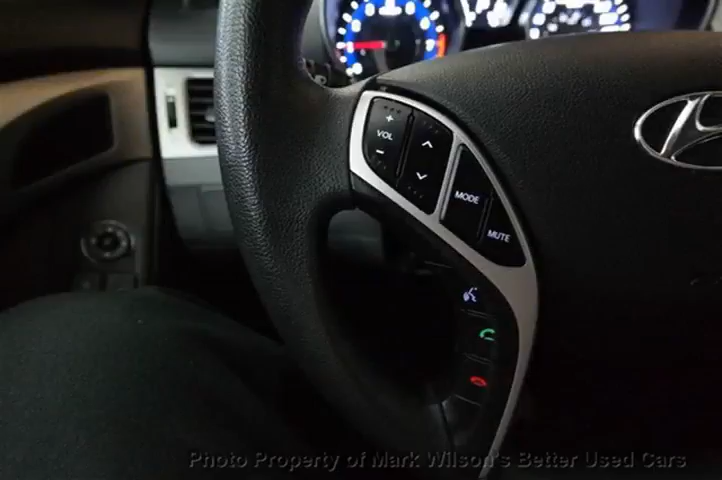 +
VOL
−
MODE
MUTE
Photo Property of Mark Wilson's Better Used Cars